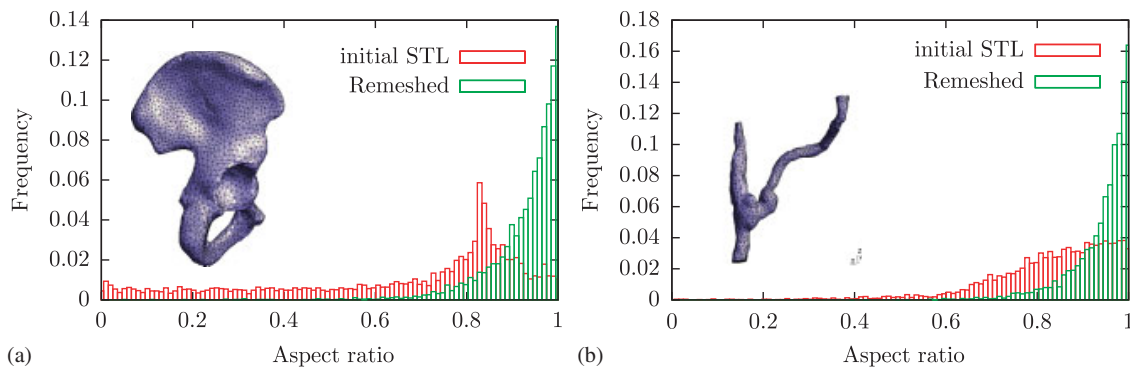 0.14
0.12
0.1
0.08
0.06
0.04
0.02
0
Frequency
initial STL
Remeshed
0 0.2 0.4 0.6 0.8 1
Aspect ratio
(a)
0.18
0.16
0.14
0.12
0.1
0.08
0.06
0.04
0.02
0
Frequency
initial STL
Remeshed
0 0.2 0.4 0.6 0.8 1
Aspect ratio
(b)